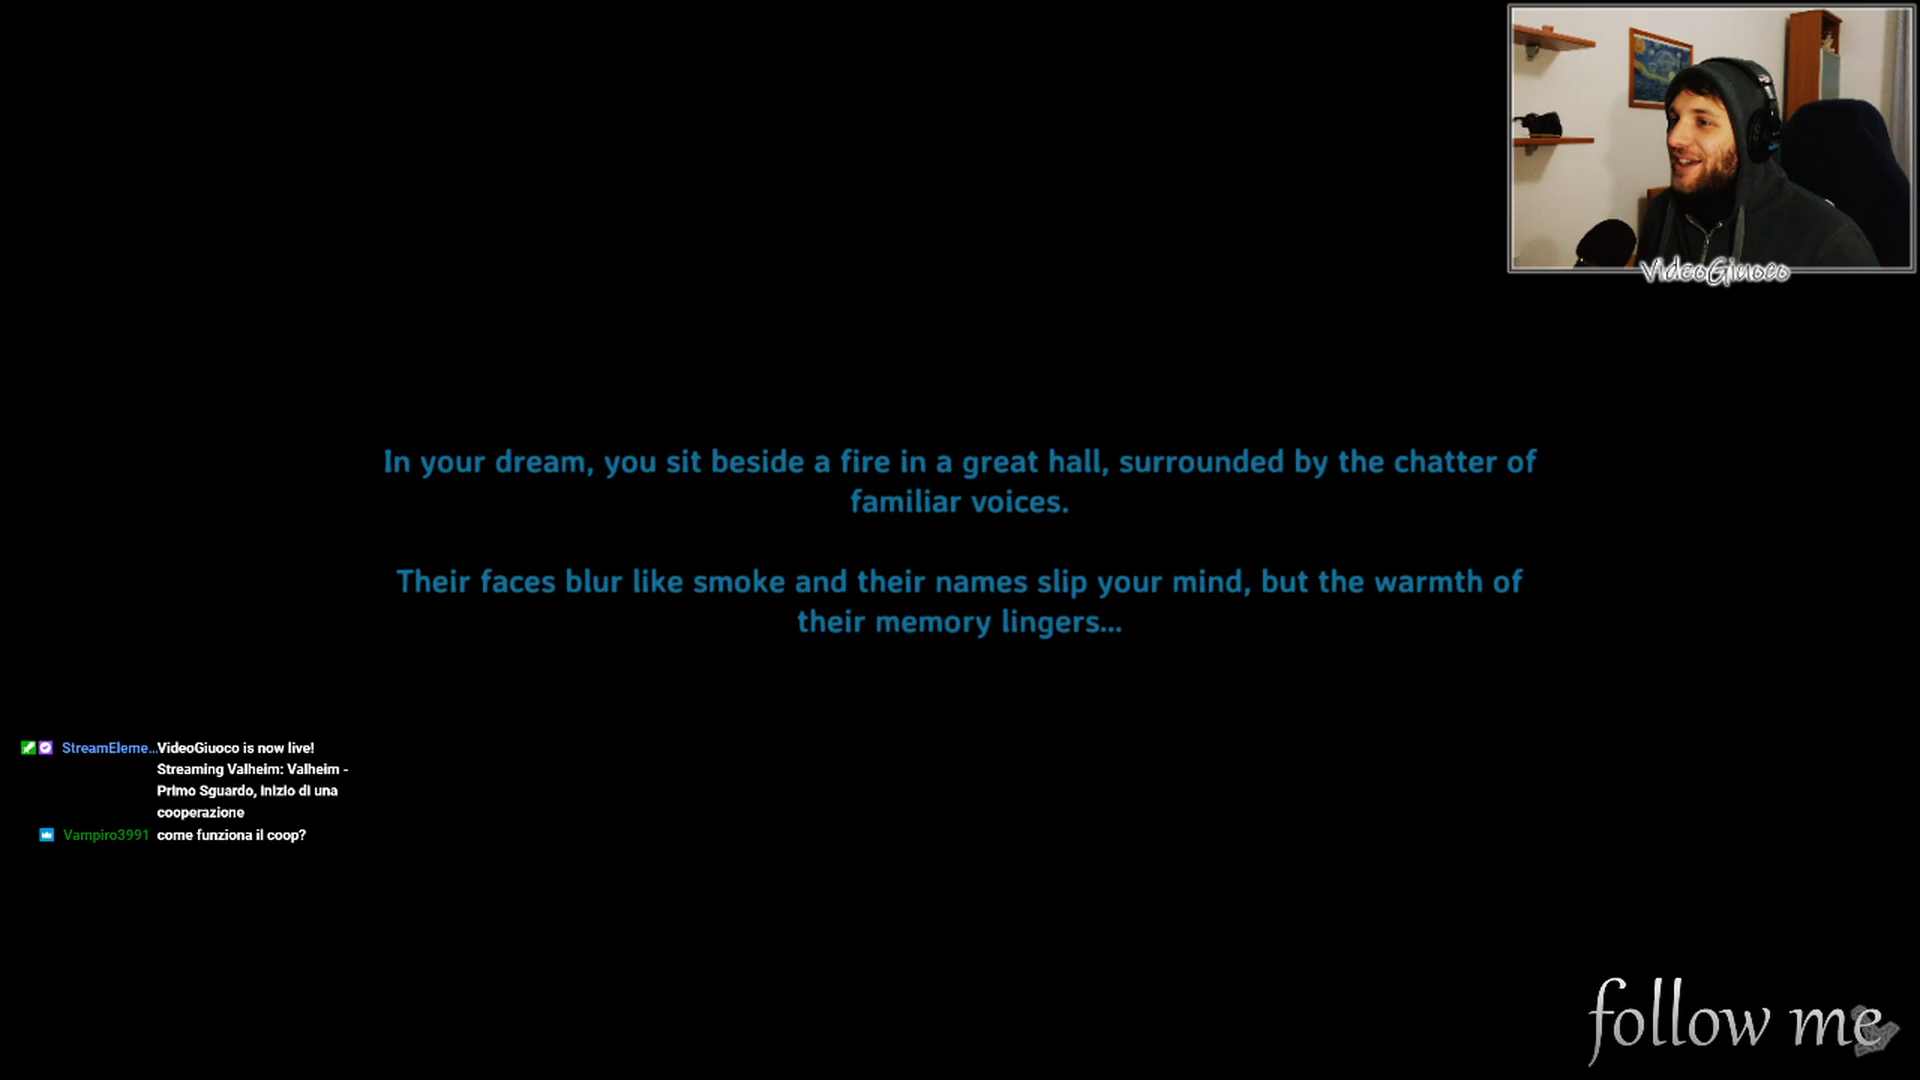 VideoGiuoco
In your dream, you sit beside a fire in a great hall, surrounded by the chatter of
familiar voices.
Their faces blur like smoke and their names slip your mind, but the warmth of
their memory lingers...
StreamEleme... VideoGiuoco is now live!
Streaming Valheim: Valheim -
Primo Sguardo, inizio di una
cooperazione
Vampiro3991 come funziona il coop?
follow me